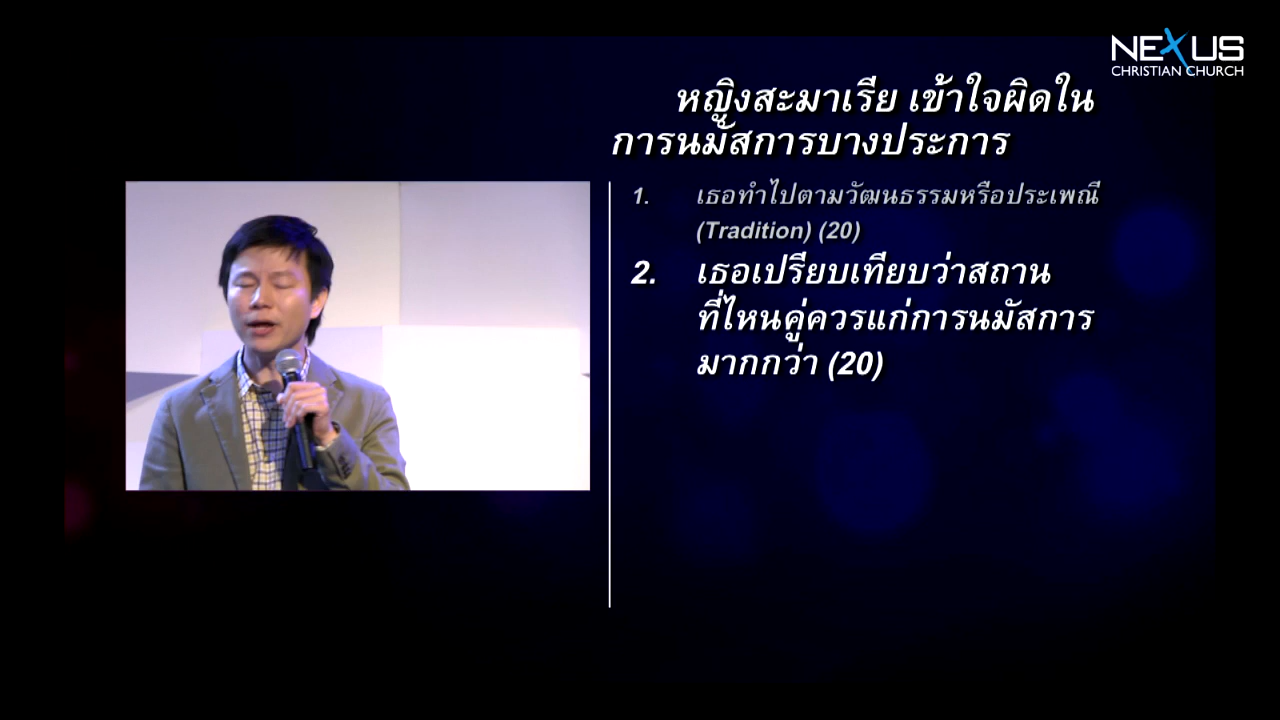 NEXUS
CHRISTIAN CHURCH
หญิงสะมาเรีย เข้าใจผิดใน
การนมัสการบางประการ
1. เธอทำไปตามวัฒนธรรมหรือประเพณี
(Tradition) (20)
2. เธอเปรียบเทียบว่าสถาน
ที่ไหนคู่ควรแก่การนมัสการ
มากกว่า (20)